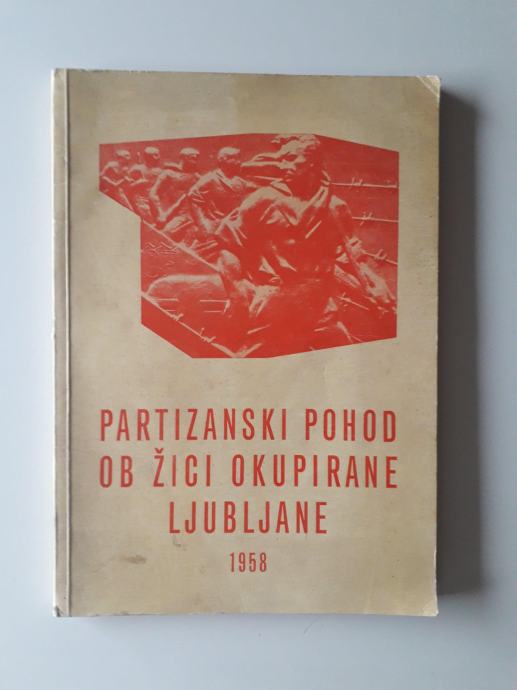 PARTIZANSKI POHOD
OB ŽICI OKUPIRANE
LJUBLJANE
1958